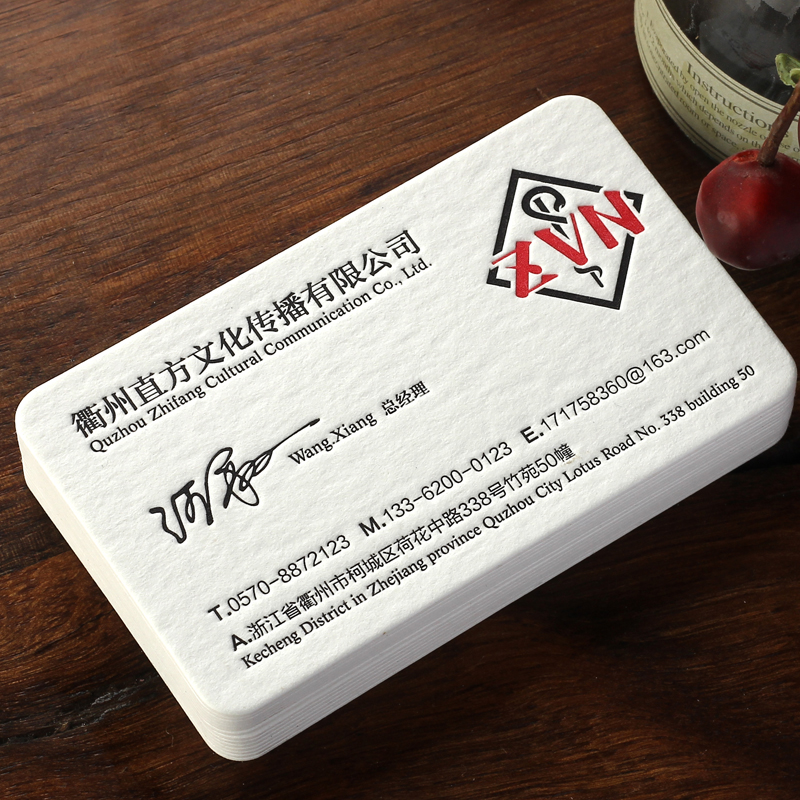 衢州直方文化传播有限公司
Quzhou Zhifang Cultural Communication Co., Ltd.
Wang.Xiang 总经理
T.0570-8872123 M.133-6200-0123 E.171758360@163.com
A.浙江省衢州市柯城区荷花中路338号竹苑50幢
Kecheng District in Zhejiang province Quzhou City Lotus Road No. 338 building 50
Instruction